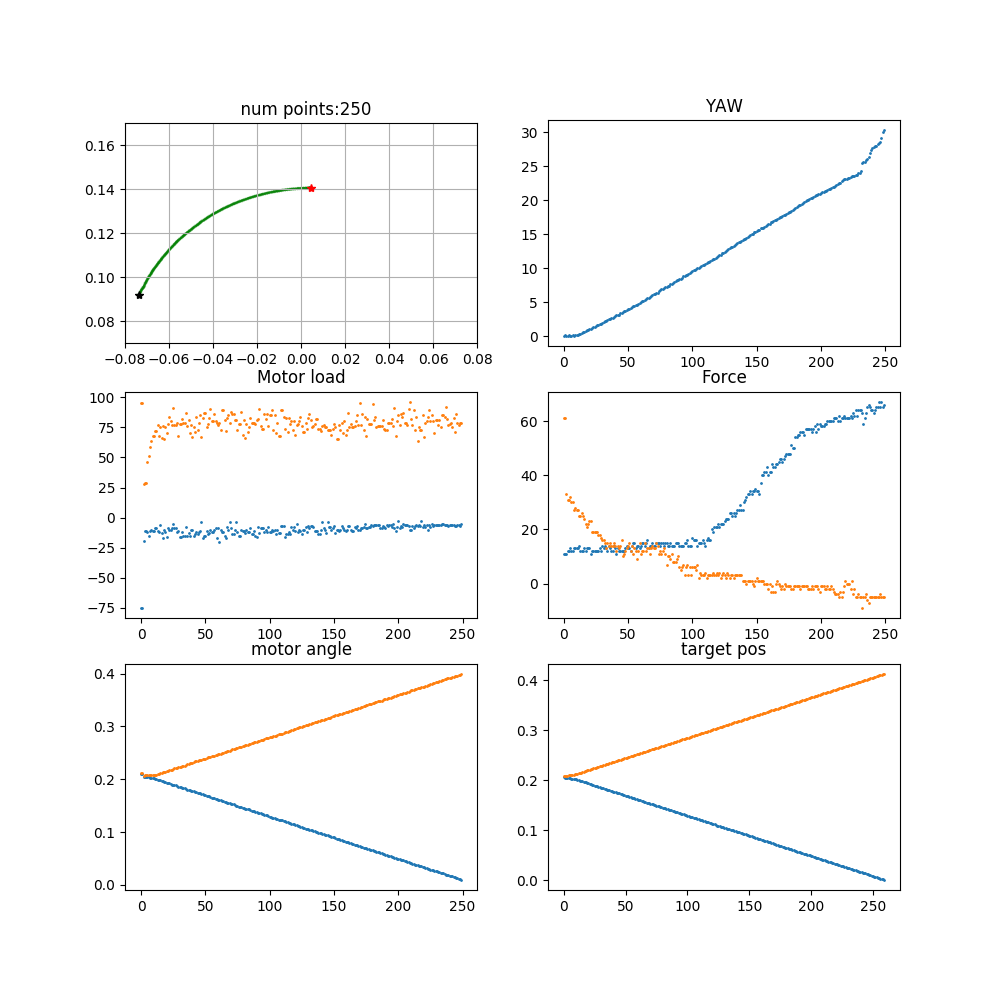 num points:250
YAW
0.16
0.14
0.12
0.10
0.08
−0.08 −0.06 −0.04 −0.02 0.00 0.02 0.04 0.06 0.08
30
25
20
15
10
5
0
0 50 100 150 200 250
Motor load
Force
100
75
50
25
0
−25
−50
−75
0 50 100 150 200 250
60
40
20
0
0 50 100 150 200 250
motor angle
target pos
0.4
0.3
0.2
0.1
0.0
0 50 100 150 200 250
0.4
0.3
0.2
0.1
0.0
0 50 100 150 200 250